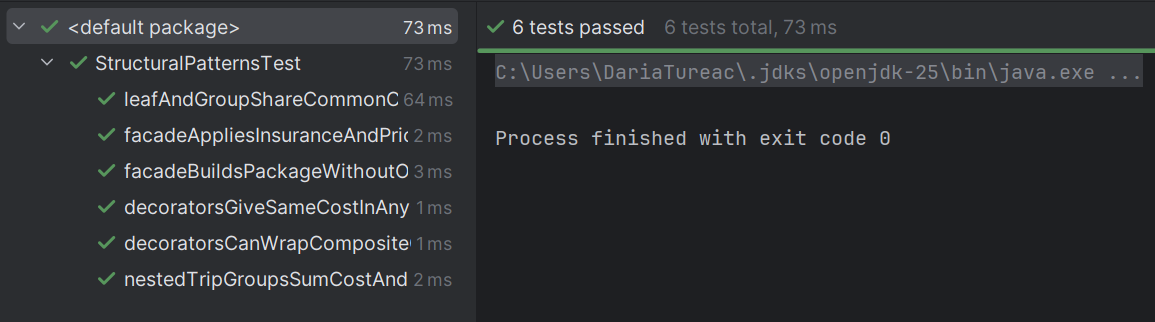 <default package> 73 ms
StructuralPatternsTest 73 ms
leafAndGroupShareCommonC 64 ms
facadeAppliesInsuranceAndPric 2 ms
facadeBuildsPackageWithoutO 3 ms
decoratorsGiveSameCostInAny 1 ms
decoratorsCanWrapComposite 1 ms
nestedTripGroupsSumCostAnd 2 ms
6 tests passed 6 tests total, 73 ms
C:\Users\DariaTureac\.jdks\openjdk-25\bin\java.exe ...
Process finished with exit code 0